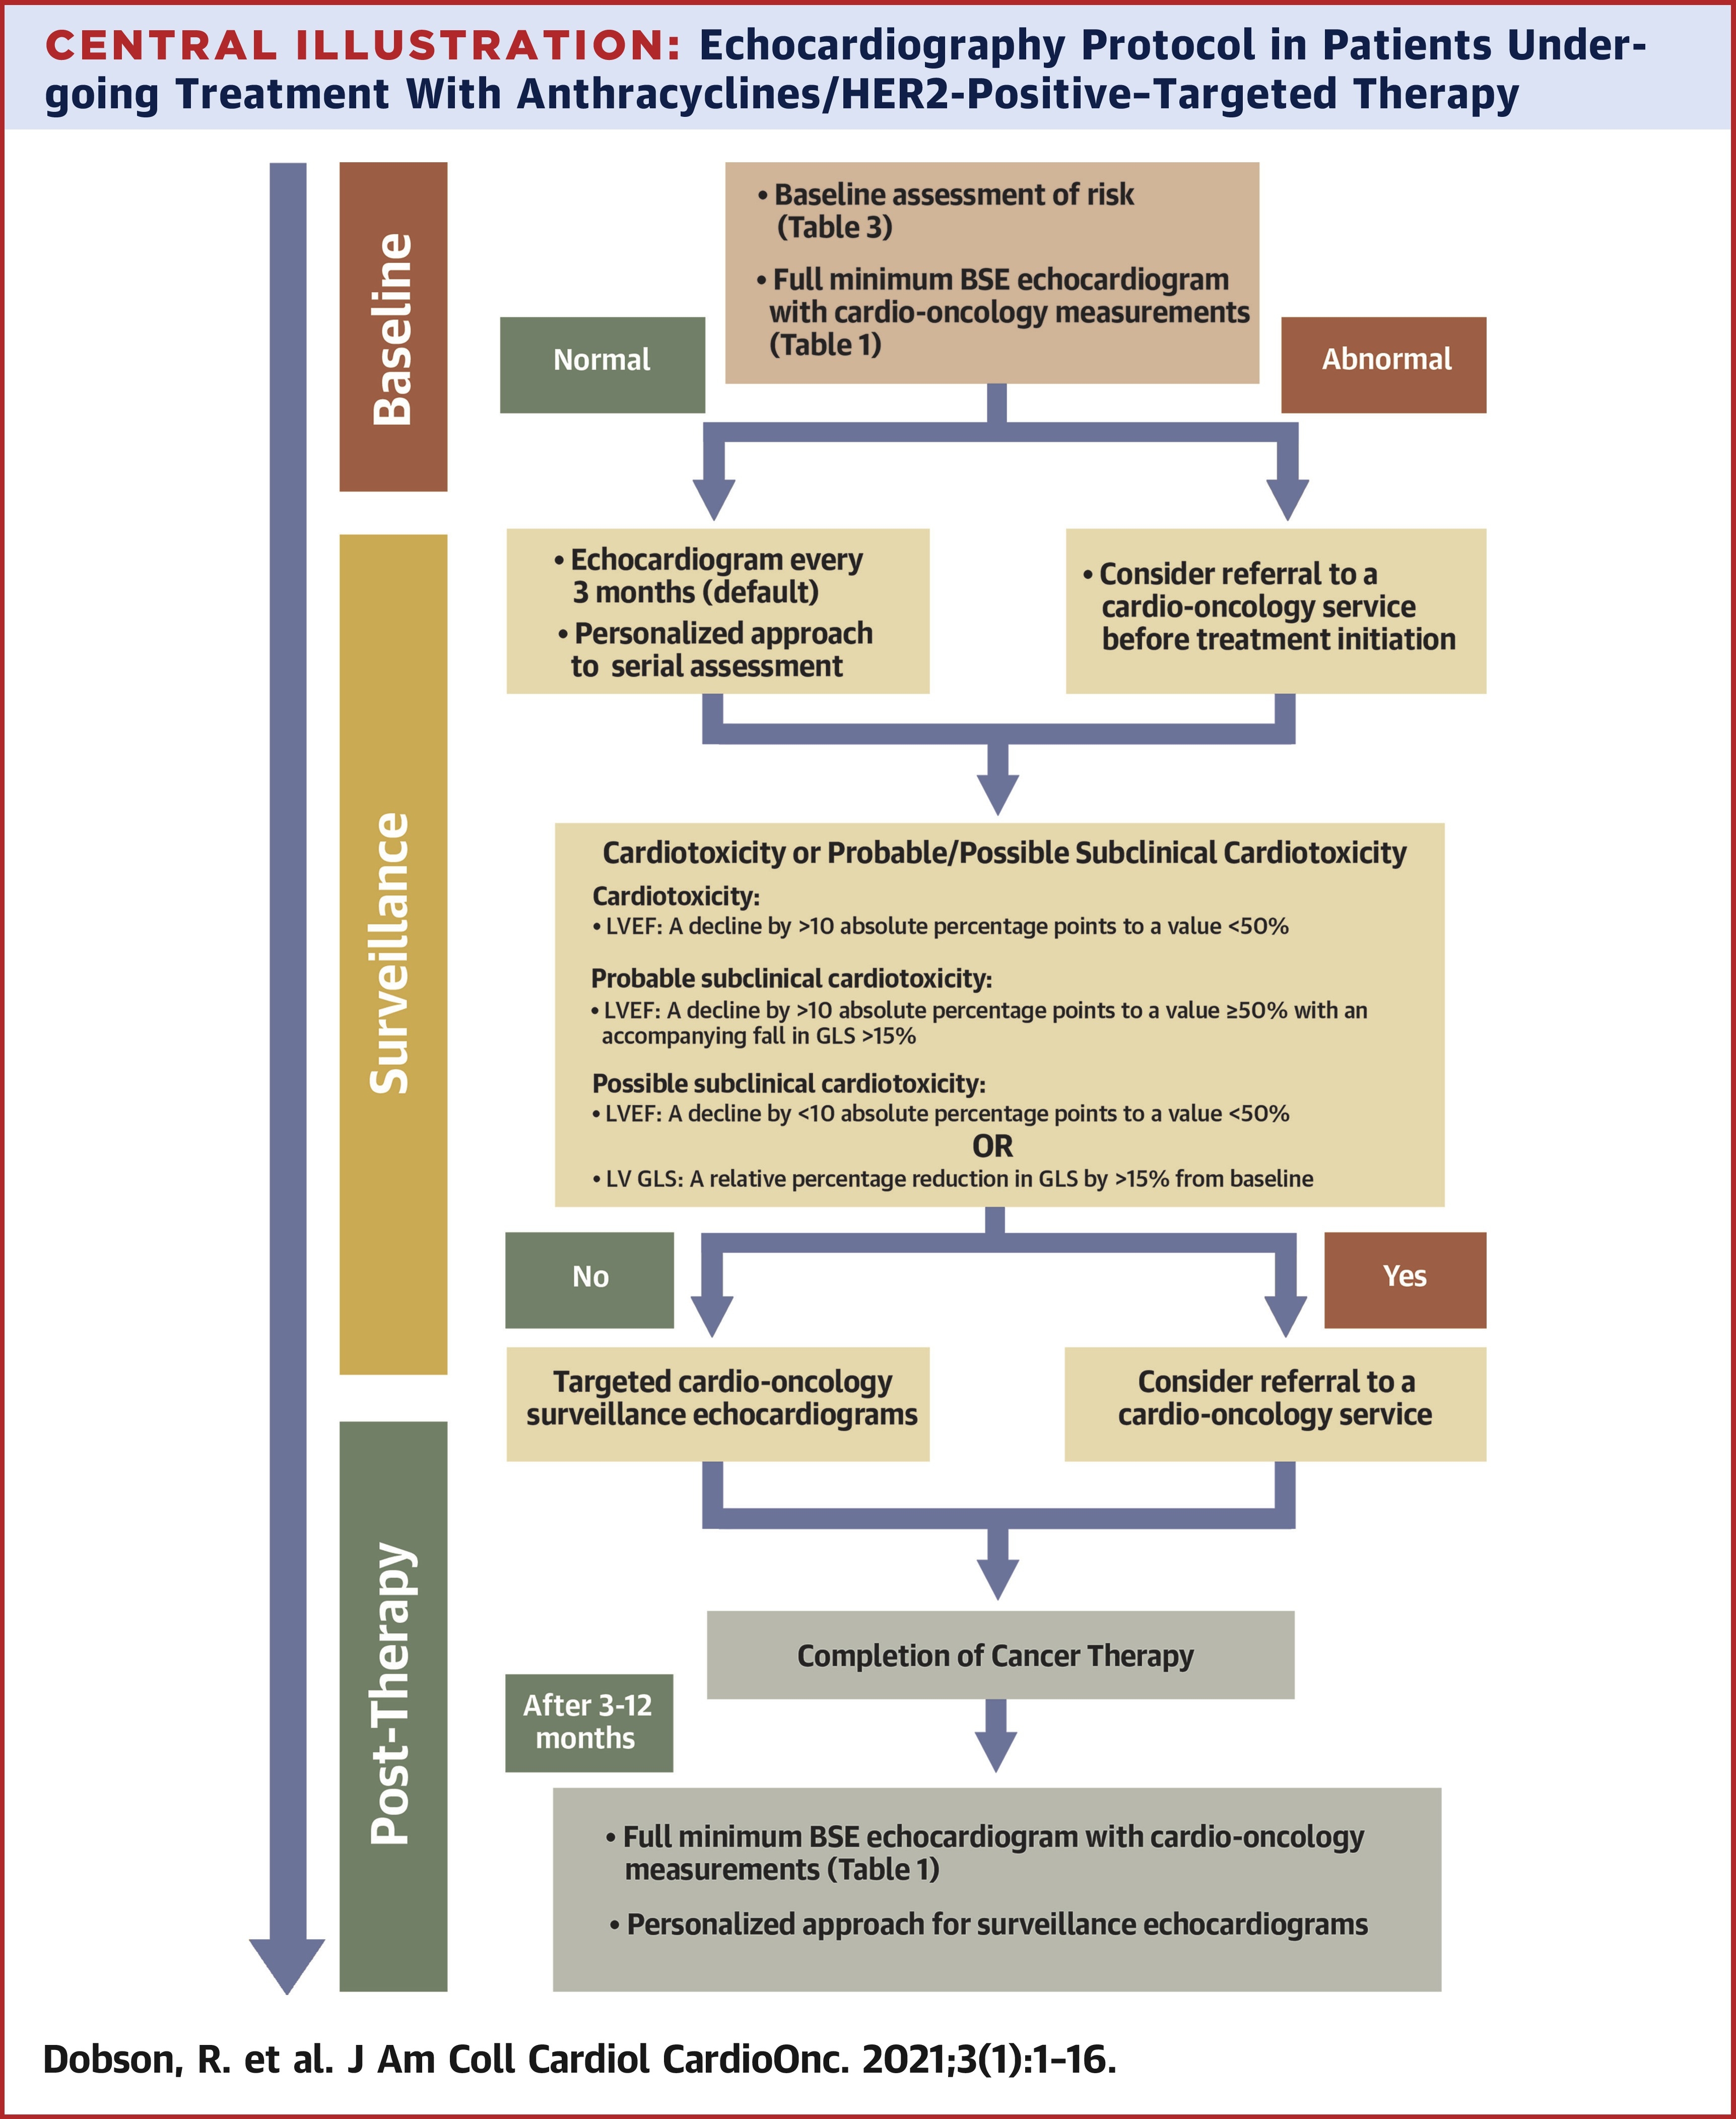 CENTRAL ILLUSTRATION: Echocardiography Protocol in Patients Under-
going Treatment With Anthracyclines/HER2-Positive–Targeted Therapy
Baseline
• Baseline assessment of risk
(Table 3)
• Full minimum BSE echocardiogram
with cardio-oncology measurements
(Table 1)
Normal
Abnormal
Surveillance
• Echocardiogram every
3 months (default)
• Personalized approach
to serial assessment
• Consider referral to a
cardio-oncology service
before treatment initiation
Cardiotoxicity or Probable/Possible Subclinical Cardiotoxicity
Cardiotoxicity:
• LVEF: A decline by >10 absolute percentage points to a value <50%
Probable subclinical cardiotoxicity:
• LVEF: A decline by >10 absolute percentage points to a value ≥50% with an
accompanying fall in GLS >15%
Possible subclinical cardiotoxicity:
• LVEF: A decline by <10 absolute percentage points to a value <50%
OR
• LV GLS: A relative percentage reduction in GLS by >15% from baseline
No
Yes
Targeted cardio-oncology
surveillance echocardiograms
Consider referral to a
cardio-oncology service
Post-Therapy
Completion of Cancer Therapy
After 3-12
months
• Full minimum BSE echocardiogram with cardio-oncology
measurements (Table 1)
• Personalized approach for surveillance echocardiograms
Dobson, R. et al. J Am Coll Cardiol CardioOnc. 2021;3(1):1–16.